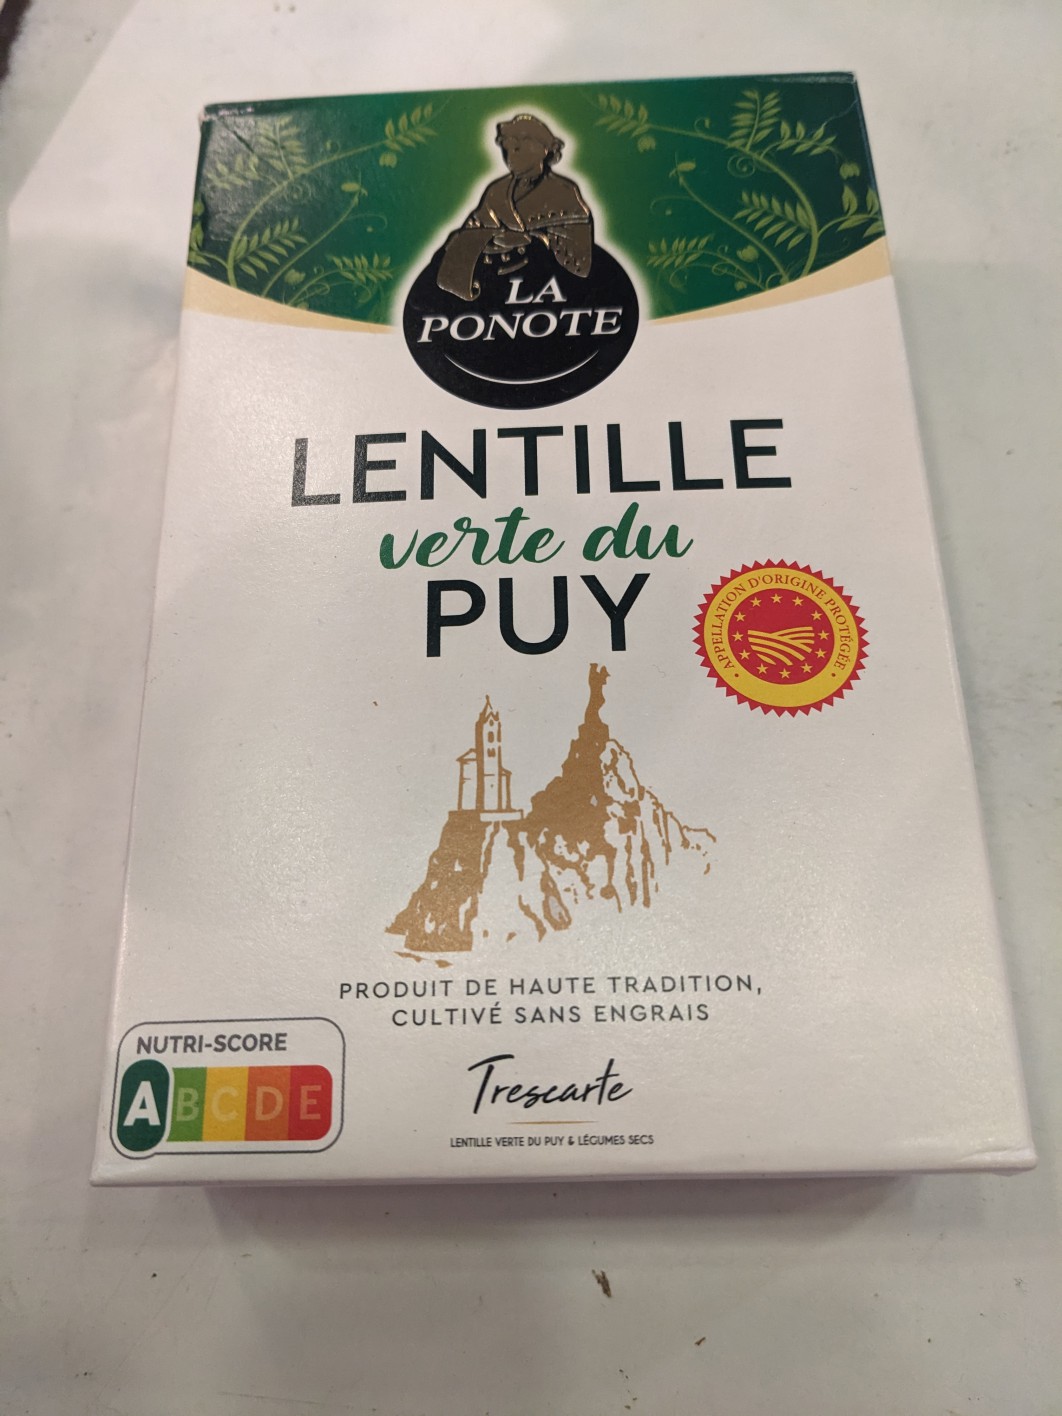 LA
PONOTE
LENTILLE
verte du
PUY
APPELLATION D'ORIGINE PROTÉGÉE
PRODUIT DE HAUTE TRADITION,
CULTIVÉ SANS ENGRAIS
NUTRI-SCORE
A B C D E
Trescarte
LENTILLE VERTE DU PUY & LÉGUMES SECS